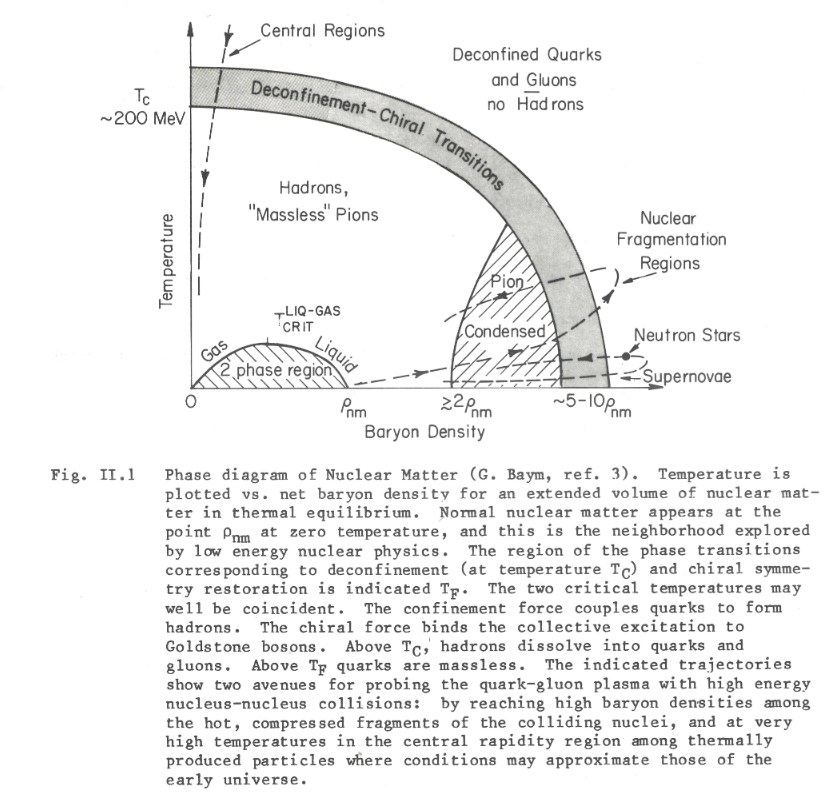 Central Regions
Deconfined Quarks
and Gluons
no Hadrons
Tc
~200 MeV
Deconfinement-Chiral Transitions
Hadrons,
"Massless" Pions
Nuclear
Fragmentation
Regions
Temperature
Pion
Condensed
TLIQ-GAS
CRIT
Gas
Liquid
2 phase region
Neutron Stars
Supernovae
0
ρnm
≳2ρnm
~5-10ρnm
Baryon Density
Fig. II.1 Phase diagram of Nuclear Matter (G. Baym, ref. 3). Temperature is
plotted vs. net baryon density for an extended volume of nuclear mat-
ter in thermal equilibrium. Normal nuclear matter appears at the
point ρnm at zero temperature, and this is the neighborhood explored
by low energy nuclear physics. The region of the phase transitions
corresponding to deconfinement (at temperature TC) and chiral symme-
try restoration is indicated TF. The two critical temperatures may
well be coincident. The confinement force couples quarks to form
hadrons. The chiral force binds the collective excitation to
Goldstone bosons. Above TC, hadrons dissolve into quarks and
gluons. Above TF quarks are massless. The indicated trajectories
show two avenues for probing the quark-gluon plasma with high energy
nucleus-nucleus collisions: by reaching high baryon densities among
the hot, compressed fragments of the colliding nuclei, and at very
high temperatures in the central rapidity region among thermally
produced particles where conditions may approximate those of the
early universe.